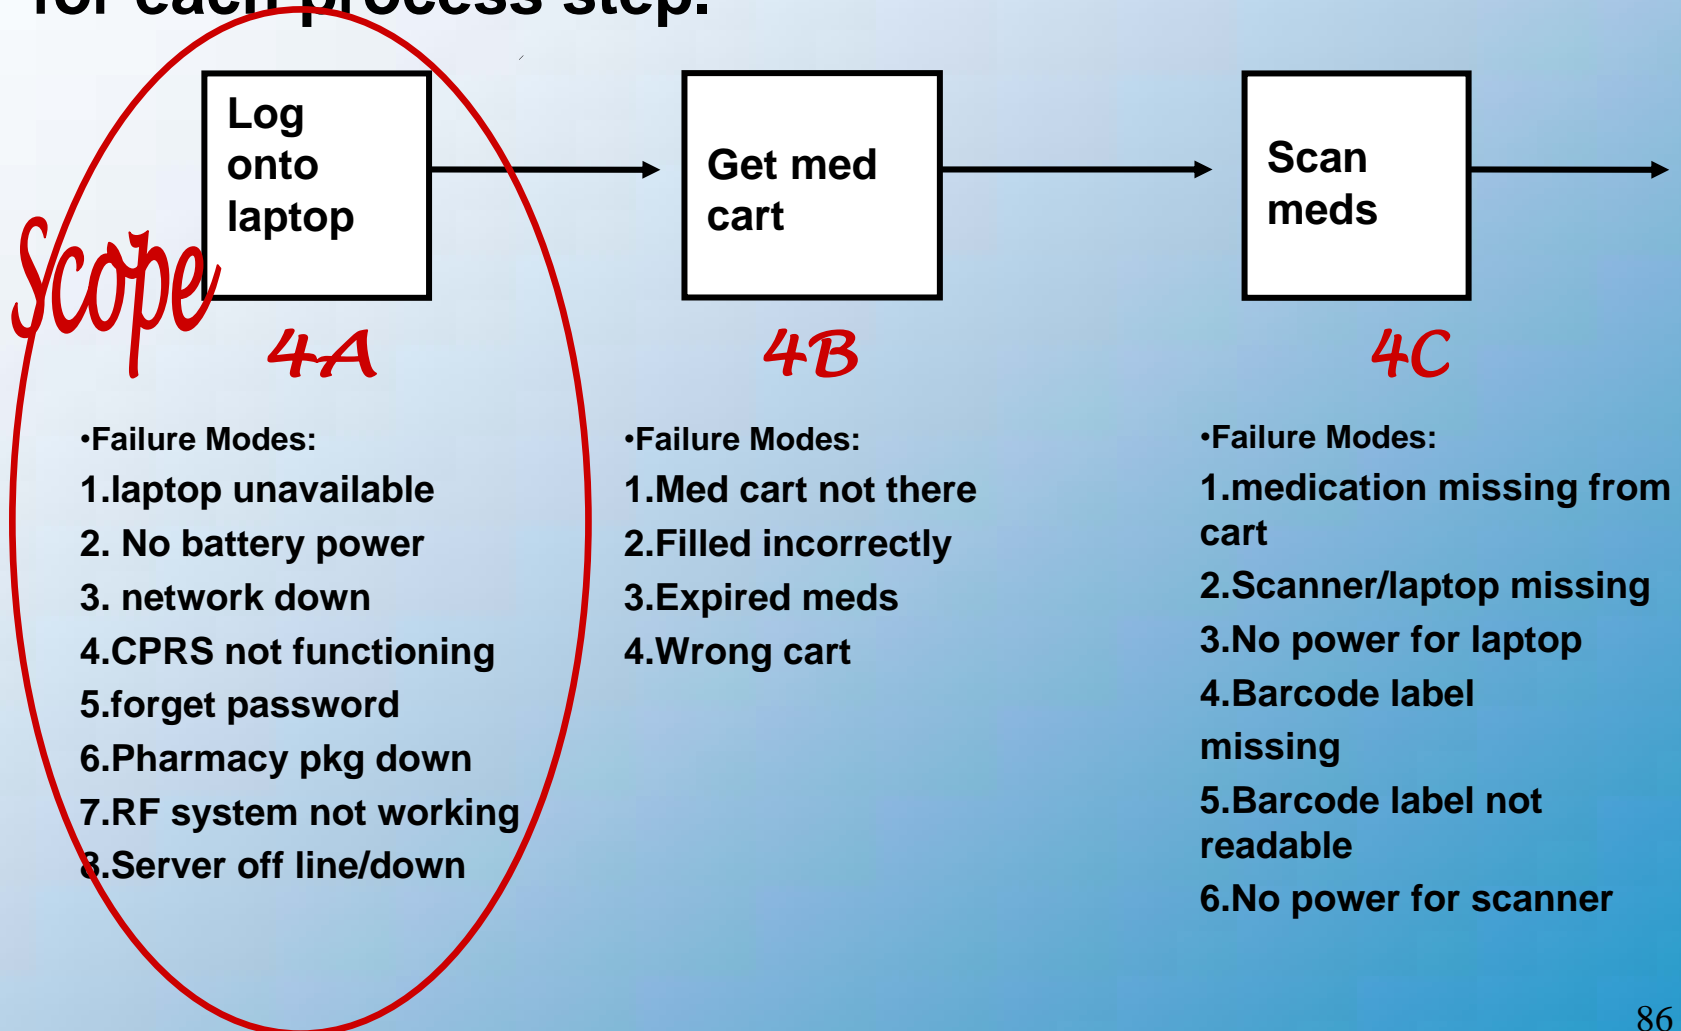 for each process step.
Log
onto
laptop
Get med
cart
Scan
meds
Scope
4A
4B
4C
•Failure Modes:
1.laptop unavailable
2. No battery power
3. network down
4.CPRS not functioning
5.forget password
6.Pharmacy pkg down
7.RF system not working
8.Server off line/down
•Failure Modes:
1.Med cart not there
2.Filled incorrectly
3.Expired meds
4.Wrong cart
•Failure Modes:
1.medication missing from
cart
2.Scanner/laptop missing
3.No power for laptop
4.Barcode label
missing
5.Barcode label not
readable
6.No power for scanner
86